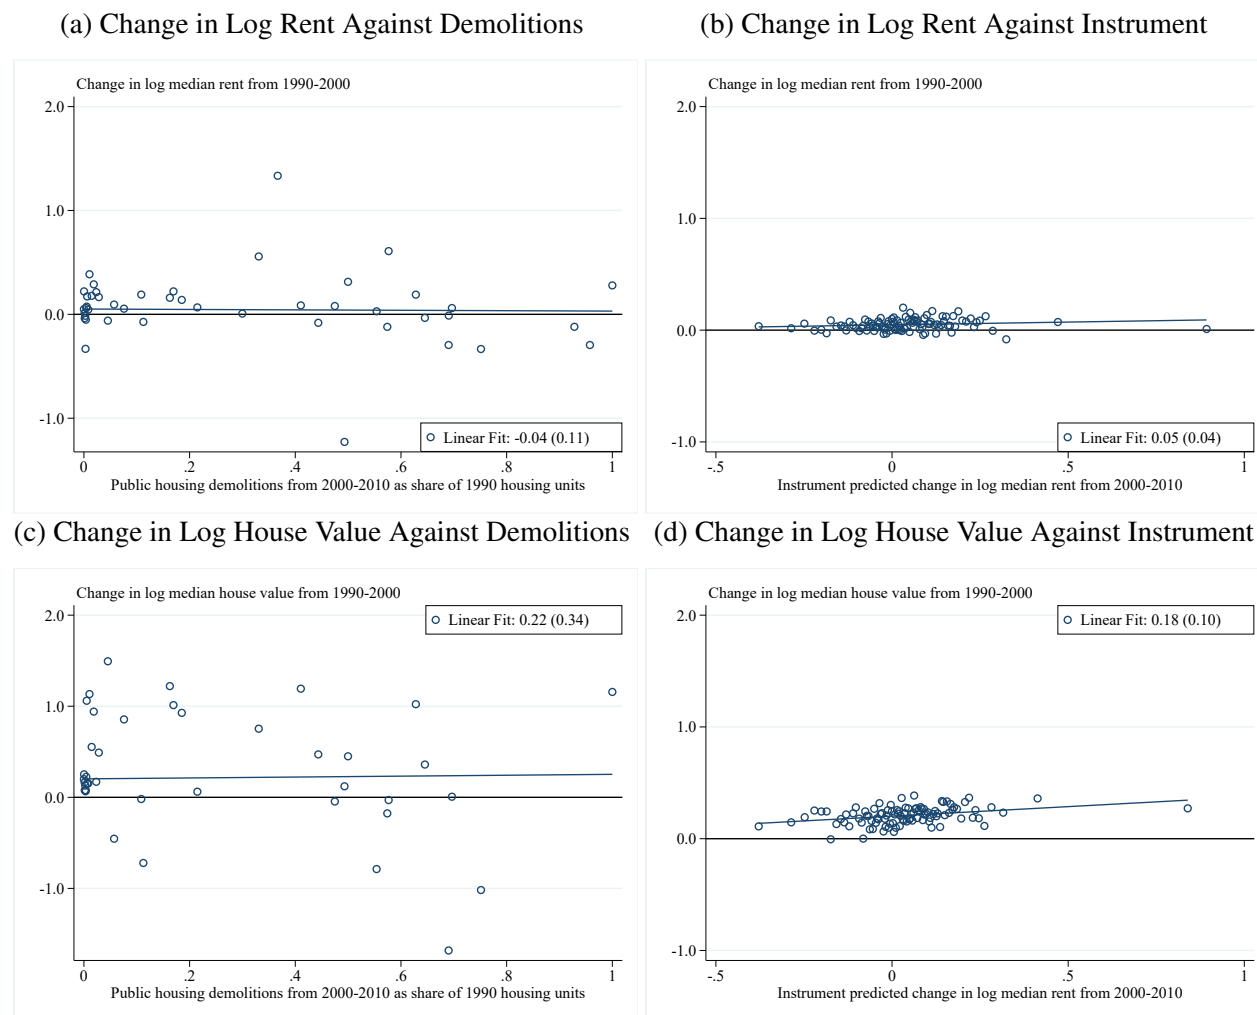 (a) Change in Log Rent Against Demolitions
Change in log median rent from 1990-2000
2.0
1.0
0.0
-1.0
Linear Fit: -0.04 (0.11)
0 .2 .4 .6 .8 1
Public housing demolitions from 2000-2010 as share of 1990 housing units
(b) Change in Log Rent Against Instrument
Change in log median rent from 1990-2000
2.0
1.0
0.0
-1.0
Linear Fit: 0.05 (0.04)
-.5 0 .5 1
Instrument predicted change in log median rent from 2000-2010
(c) Change in Log House Value Against Demolitions
Change in log median house value from 1990-2000
Linear Fit: 0.22 (0.34)
2.0
1.0
0.0
-1.0
0 .2 .4 .6 .8 1
Public housing demolitions from 2000-2010 as share of 1990 housing units
(d) Change in Log House Value Against Instrument
Change in log median house value from 1990-2000
Linear Fit: 0.18 (0.10)
2.0
1.0
0.0
-1.0
-.5 0 .5 1
Instrument predicted change in log median rent from 2000-2010